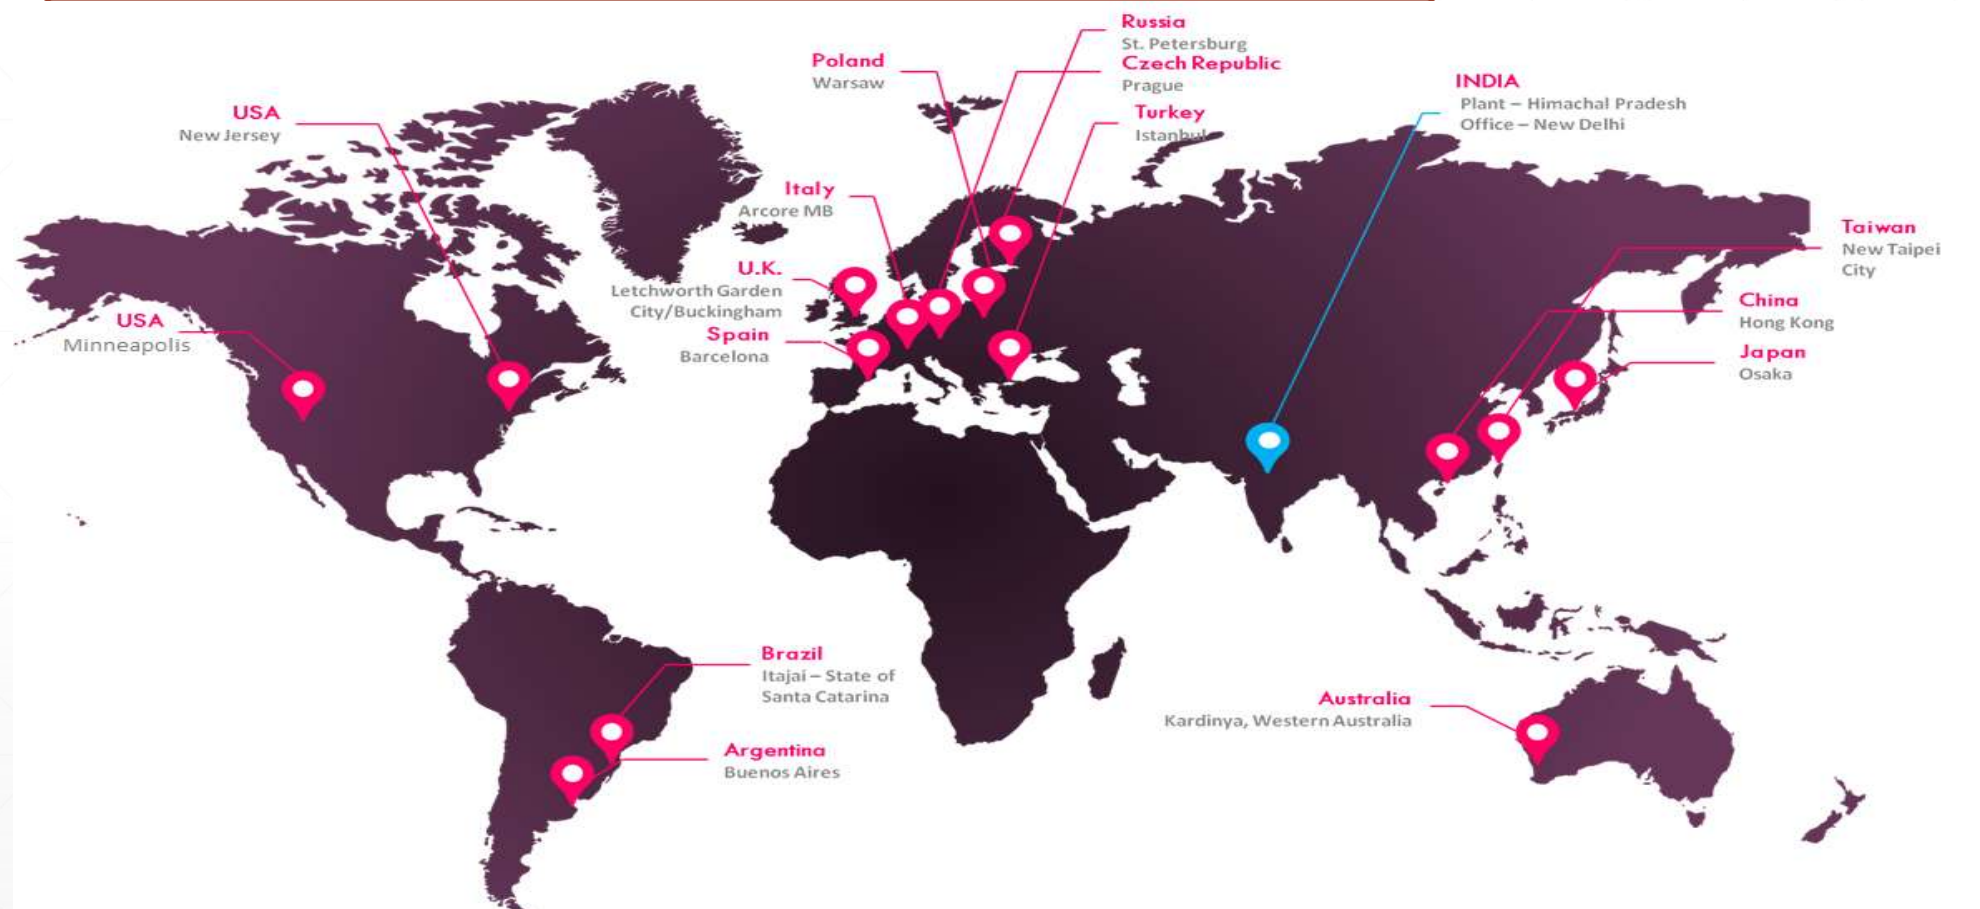 Russia
St. Petersburg
Poland
Warsaw
Czech Republic
Prague
INDIA
Plant – Himachal Pradesh
Office – New Delhi
USA
New Jersey
Turkey
Istanbul
Italy
Arcore MB
Taiwan
New Taipei
City
U.K.
Letchworth Garden
City/Buckingham
China
Hong Kong
USA
Minneapolis
Spain
Barcelona
Japan
Osaka
Brazil
Itajaí – State of
Santa Catarina
Australia
Kardinya, Western Australia
Argentina
Buenos Aires